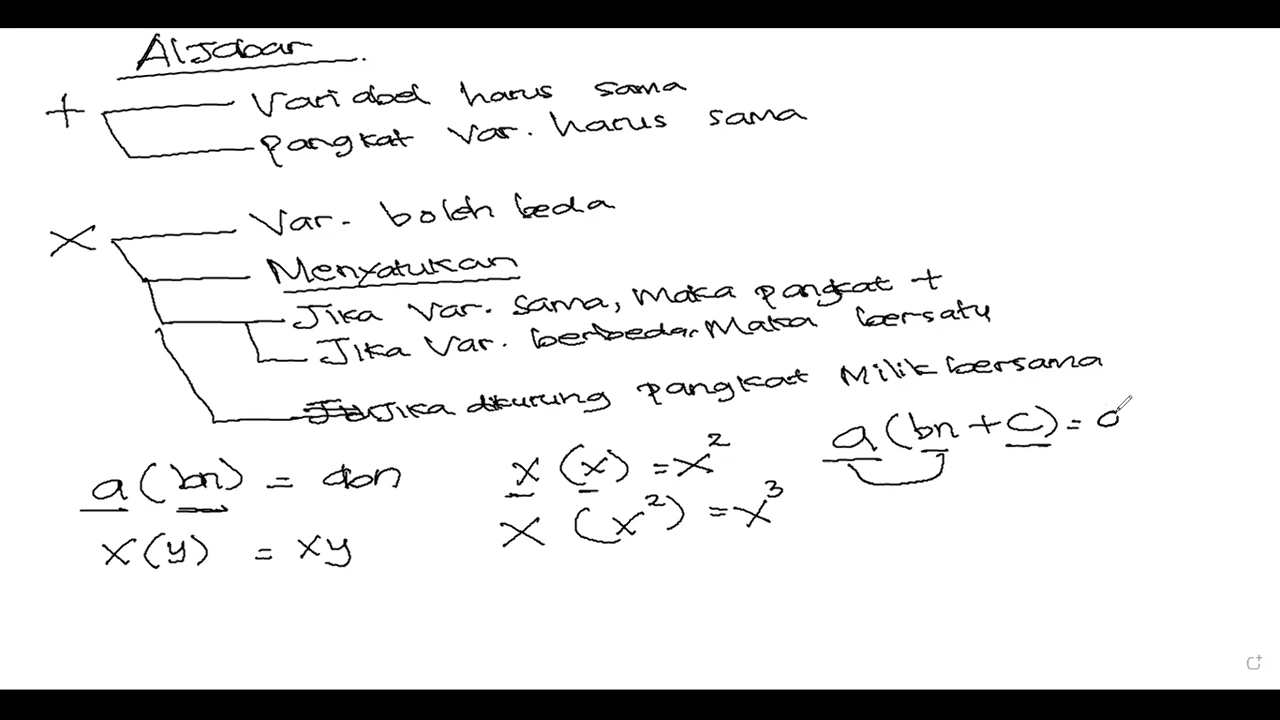 Aljabar
+ Variabel harus sama
pangkat var. harus sama
× Var. boleh beda
Menyatukan
Jika Var. sama, Maka pangkat +
Jika Var. berbeda. Maka bersatu
Jika dikurung pangkat Milik bersama
a(bn) = abn
x(y) = xy
x(x) = x²
x(x²) = x³
a(bn + c) = a